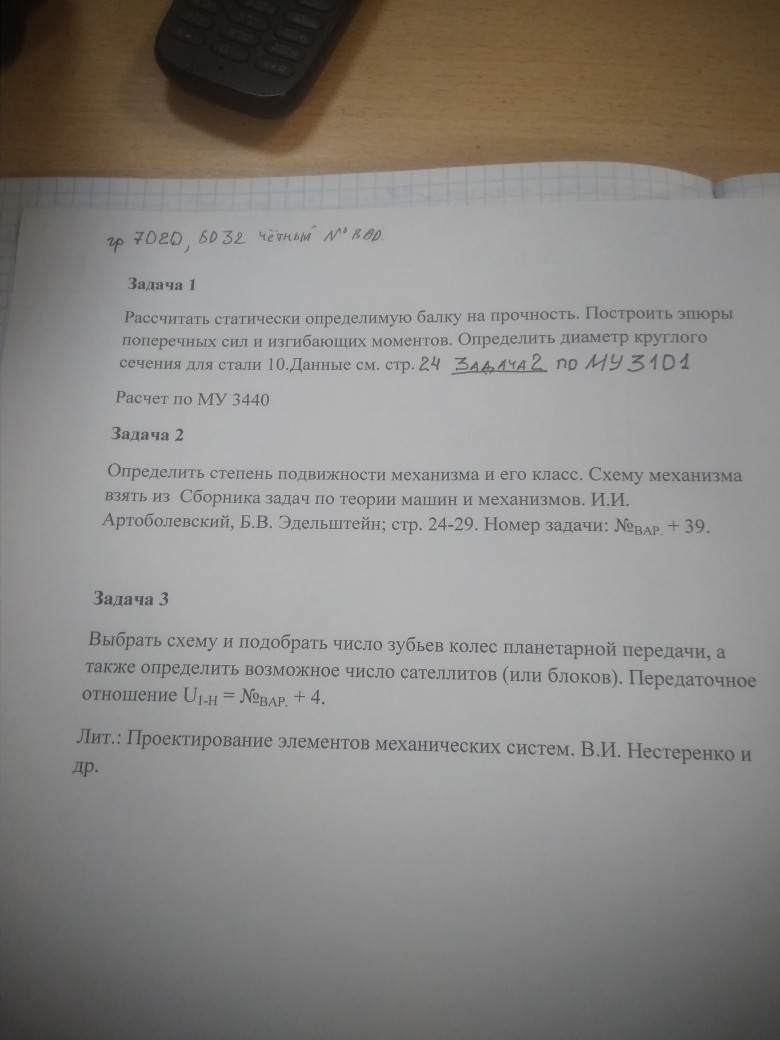 гр 7D20, 5D32 чётный № вар.
Задача 1
Рассчитать статически определимую балку на прочность. Построить эпюры
поперечных сил и изгибающих моментов. Определить диаметр круглого
сечения для стали 10.Данные см. стр. 24 ЗАДАЧА 2 по МУ 3101
Расчет по МУ 3440
Задача 2
Определить степень подвижности механизма и его класс. Схему механизма
взять из Сборника задач по теории машин и механизмов. И.И.
Артоболевский, Б.В. Эдельштейн; стр. 24-29. Номер задачи: №ВАР. + 39.
Задача 3
Выбрать схему и подобрать число зубьев колес планетарной передачи, а
также определить возможное число сателлитов (или блоков). Передаточное
отношение U1-H = №ВАР. + 4.
Лит.: Проектирование элементов механических систем. В.И. Нестеренко и
др.